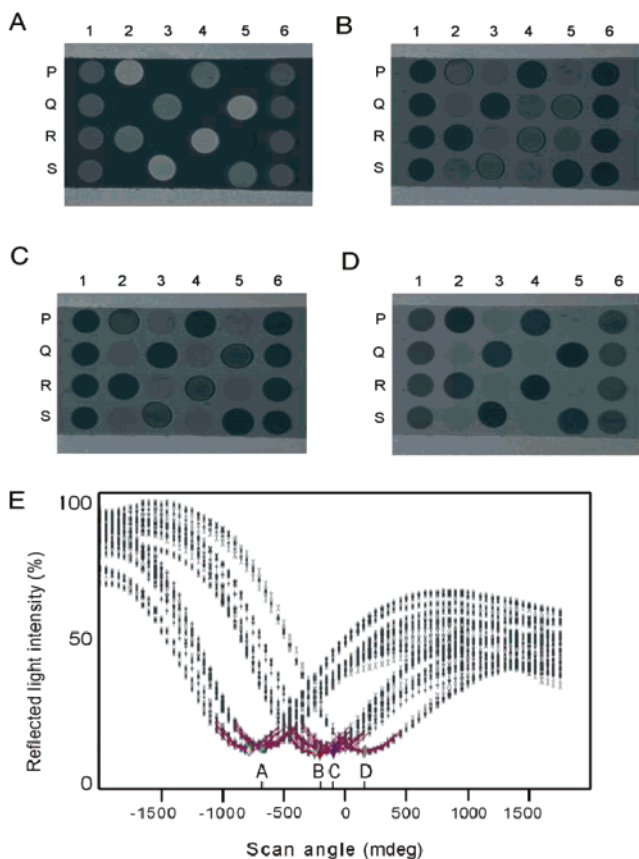 A
1 2 3 4 5 6
P
Q
R
S
B
1 2 3 4 5 6
P
Q
R
S
C
1 2 3 4 5 6
P
Q
R
S
D
1 2 3 4 5 6
P
Q
R
S
E
100
50
0
Reflected light intensity (%)
A B C D
-1500 -1000 -500 0 500 1000 1500
Scan angle (mdeg)